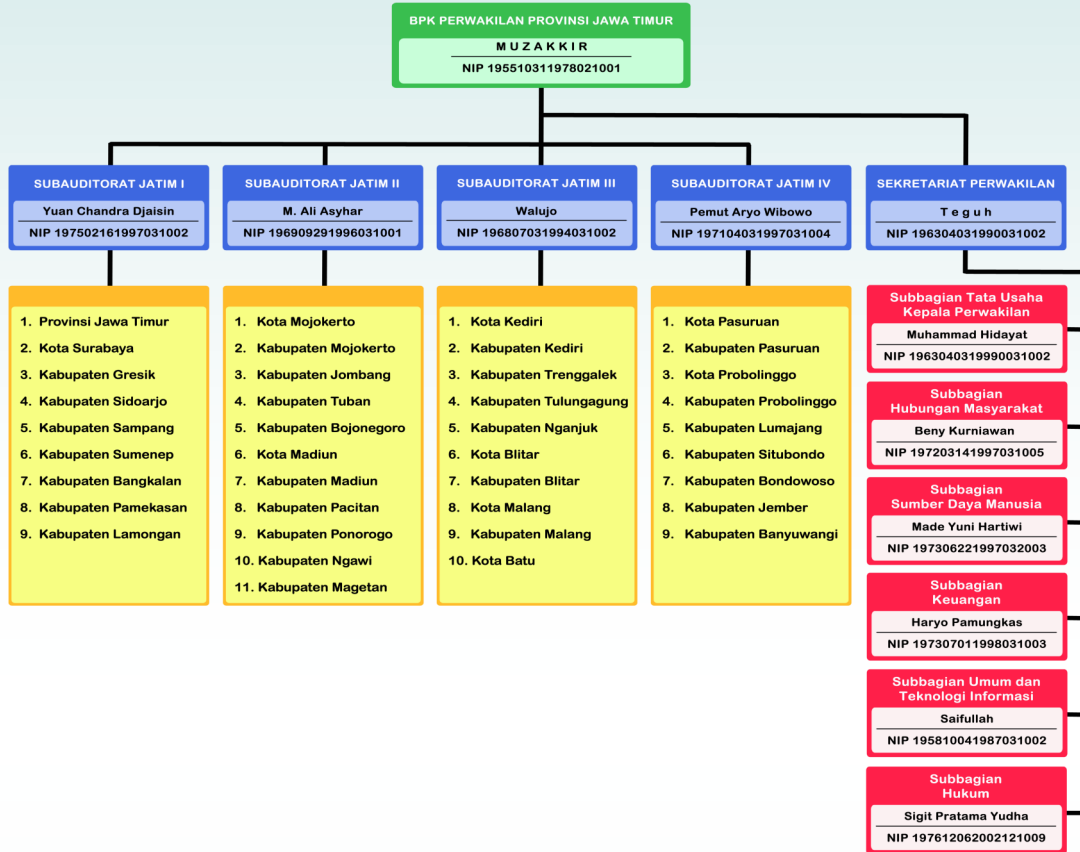 BPK PERWAKILAN PROVINSI JAWA TIMUR
M U Z A K K I R
NIP 195510311978021001
SUBAUDITORAT JATIM I
Yuan Chandra Djaisin
NIP 197502161997031002
1. Provinsi Jawa Timur
2. Kota Surabaya
3. Kabupaten Gresik
4. Kabupaten Sidoarjo
5. Kabupaten Sampang
6. Kabupaten Sumenep
7. Kabupaten Bangkalan
8. Kabupaten Pamekasan
9. Kabupaten Lamongan
SUBAUDITORAT JATIM II
M. Ali Asyhar
NIP 196909291996031001
1. Kota Mojokerto
2. Kabupaten Mojokerto
3. Kabupaten Jombang
4. Kabupaten Tuban
5. Kabupaten Bojonegoro
6. Kota Madiun
7. Kabupaten Madiun
8. Kabupaten Pacitan
9. Kabupaten Ponorogo
10. Kabupaten Ngawi
11. Kabupaten Magetan
SUBAUDITORAT JATIM III
Walujo
NIP 196807031994031002
1. Kota Kediri
2. Kabupaten Kediri
3. Kabupaten Trenggalek
4. Kabupaten Tulungagung
5. Kabupaten Nganjuk
6. Kota Blitar
7. Kabupaten Blitar
8. Kota Malang
9. Kabupaten Malang
10. Kota Batu
SUBAUDITORAT JATIM IV
Pemut Aryo Wibowo
NIP 197104031997031004
1. Kota Pasuruan
2. Kabupaten Pasuruan
3. Kota Probolinggo
4. Kabupaten Probolinggo
5. Kabupaten Lumajang
6. Kabupaten Situbondo
7. Kabupaten Bondowoso
8. Kabupaten Jember
9. Kabupaten Banyuwangi
SEKRETARIAT PERWAKILAN
T e g u h
NIP 196304031990031002
Subbagian Tata Usaha
Kepala Perwakilan
Muhammad Hidayat
NIP 1963040319990031002
Subbagian
Hubungan Masyarakat
Beny Kurniawan
NIP 197203141997031005
Subbagian
Sumber Daya Manusia
Made Yuni Hartiwi
NIP 197306221997032003
Subbagian
Keuangan
Haryo Pamungkas
NIP 197307011998031003
Subbagian Umum dan
Teknologi Informasi
Saifullah
NIP 195810041987031002
Subbagian
Hukum
Sigit Pratama Yudha
NIP 197612062002121009